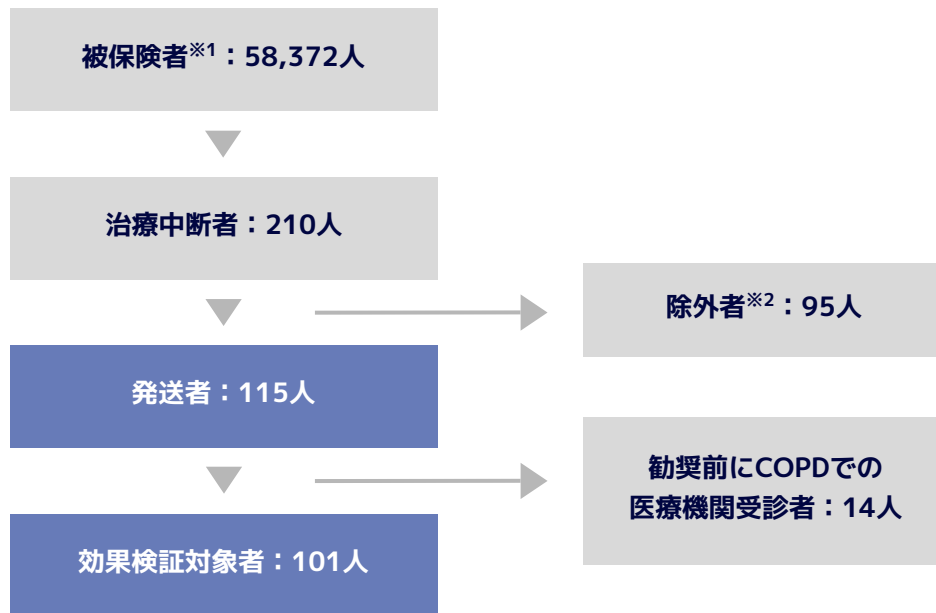 被保険者※1：58,372人
治療中断者：210人
除外者※2：95人
発送者：115人
勧奨前にCOPDでの
医療機関受診者：14人
効果検証対象者：101人